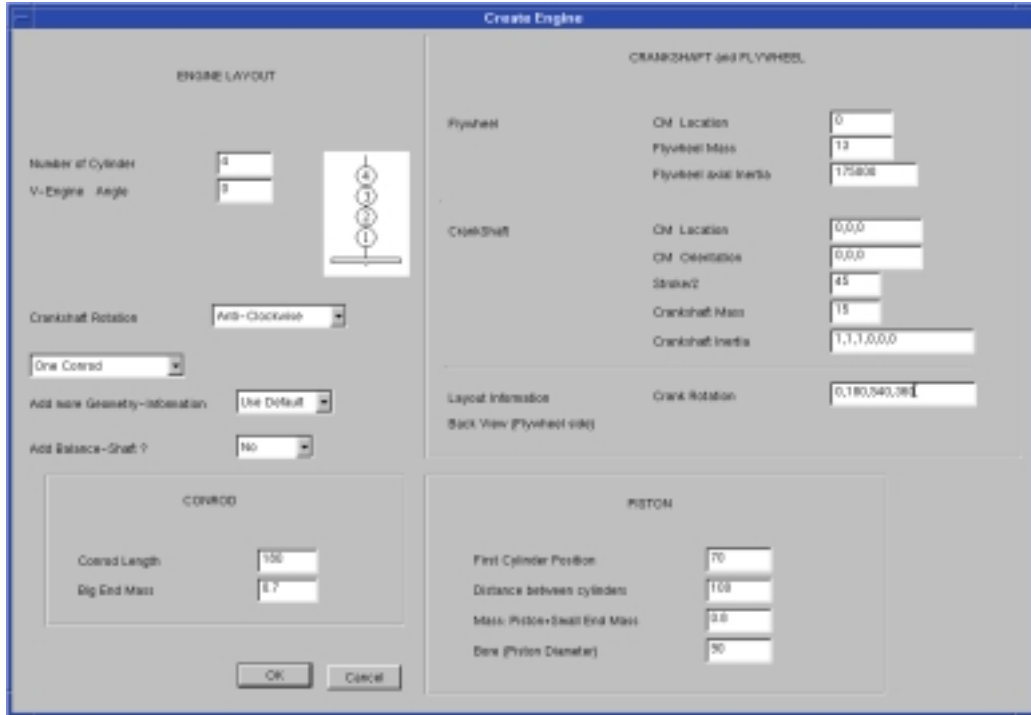 Create Engine
ENGINE LAYOUT
Number of Cylinder 4
V-Engine Angle 0
4
3
2
1
Crankshaft Rotation Anti-Clockwise
One Conrod
Add more Geometry-Information Use Default
Add Balance-Shaft ? No
CRANKSHAFT and FLYWHEEL
Flywheel CM Location 0
Flywheel Mass 13
Flywheel axial Inertia 175000
CrankShaft CM Location 0,0,0
CM Orientation 0,0,0
Stroke/2 45
Crankshaft Mass 15
Crankshaft Inertia 1,1,1,0,0,0
Layout Information Crank Rotation 0,180,540,360
Back View (Flywheel side)
CONROD
Conrod Length
Big End Mass 0.7
PISTON
First Cylinder Position 70
Distance between cylinders 100
Mass: Piston+Small End Mass
Bore (Piston Diameter) 90
OK Cancel